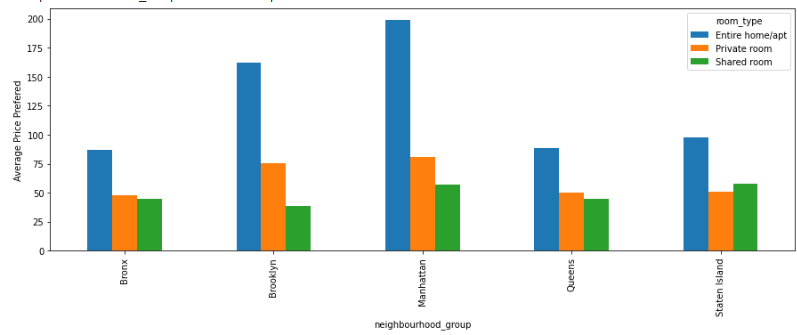 200
175
150
125
100
75
50
25
0
Average Price Prefered
room_type
Entire home/apt
Private room
Shared room
Bronx
Brooklyn
Manhattan
Queens
Staten Island
neighbourhood_group